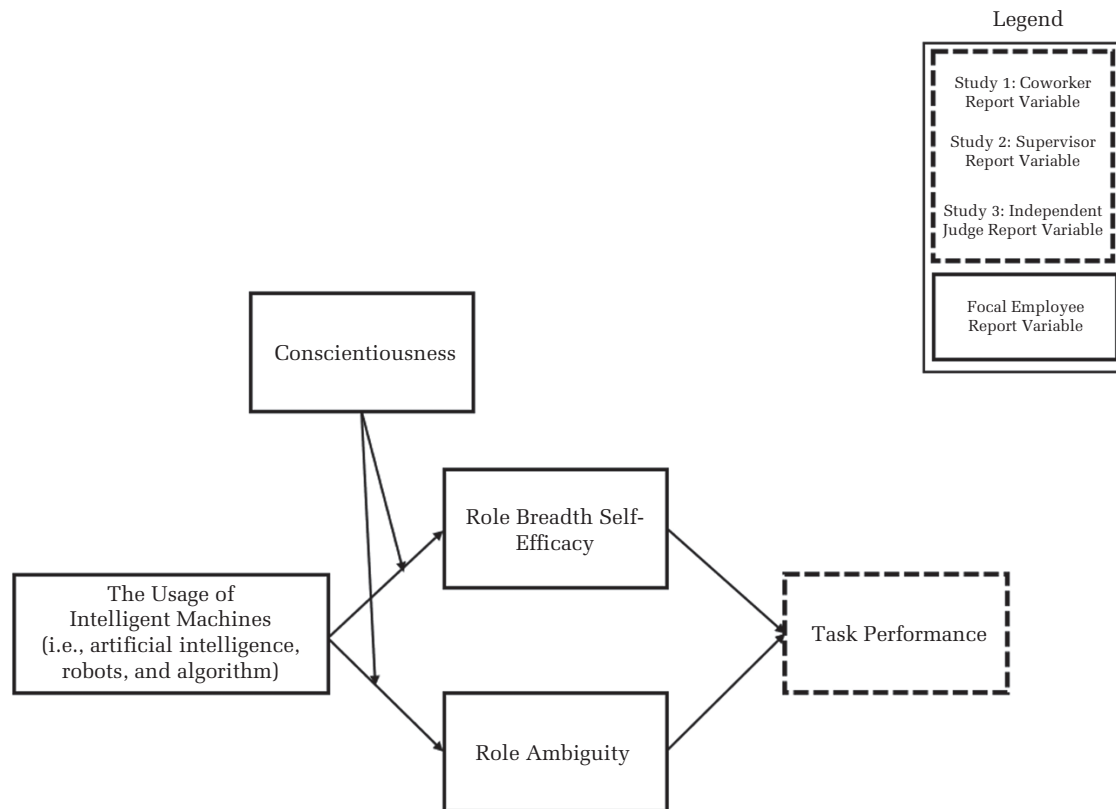 Legend
Study 1: Coworker
Report Variable
Study 2: Supervisor
Report Variable
Study 3: Independent
Judge Report Variable
Focal Employee
Report Variable
Conscientiousness
Role Breadth Self-
Efficacy
The Usage of
Intelligent Machines
(i.e., artificial intelligence,
robots, and algorithm)
Task Performance
Role Ambiguity